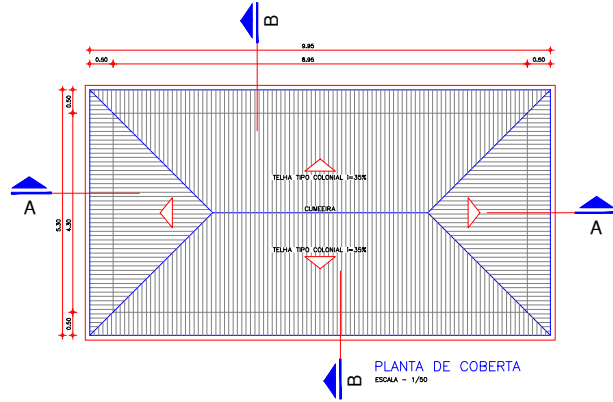 B
9.95
0.50 8.95 0.50
0.50
TELHA TIPO COLONIAL I=35%
A
CUMEEIRA
5.30
4.30
A
TELHA TIPO COLONIAL I=35%
0.50
PLANTA DE COBERTA
ESCALA - 1/50
B